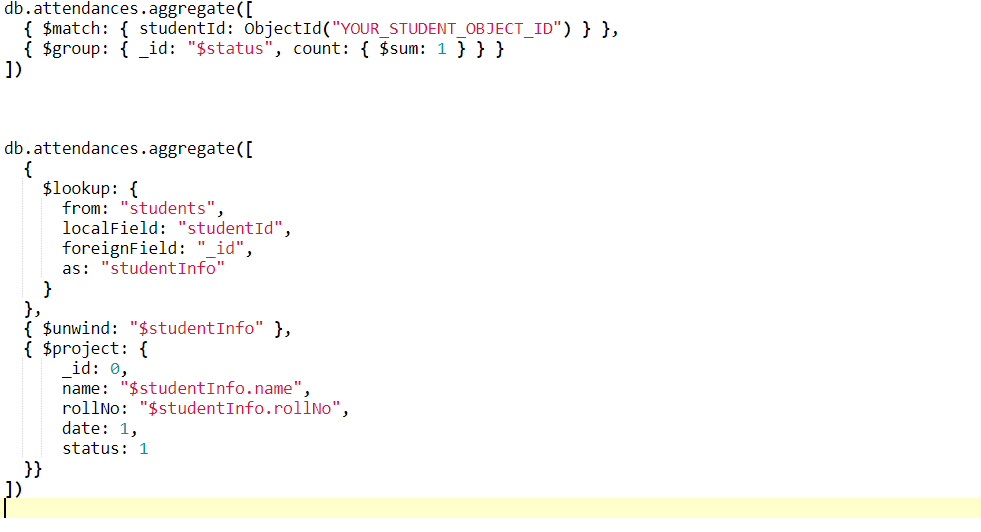 db.attendances.aggregate([
  { $match: { studentId: ObjectId("YOUR_STUDENT_OBJECT_ID") } },
  { $group: { _id: "$status", count: { $sum: 1 } } }
])

db.attendances.aggregate([
  {
    $lookup: {
      from: "students",
      localField: "studentId",
      foreignField: "_id",
      as: "studentInfo"
    }
  },
  { $unwind: "$studentInfo" },
  { $project: {
      _id: 0,
      name: "$studentInfo.name",
      rollNo: "$studentInfo.rollNo",
      date: 1,
      status: 1
  }}
])